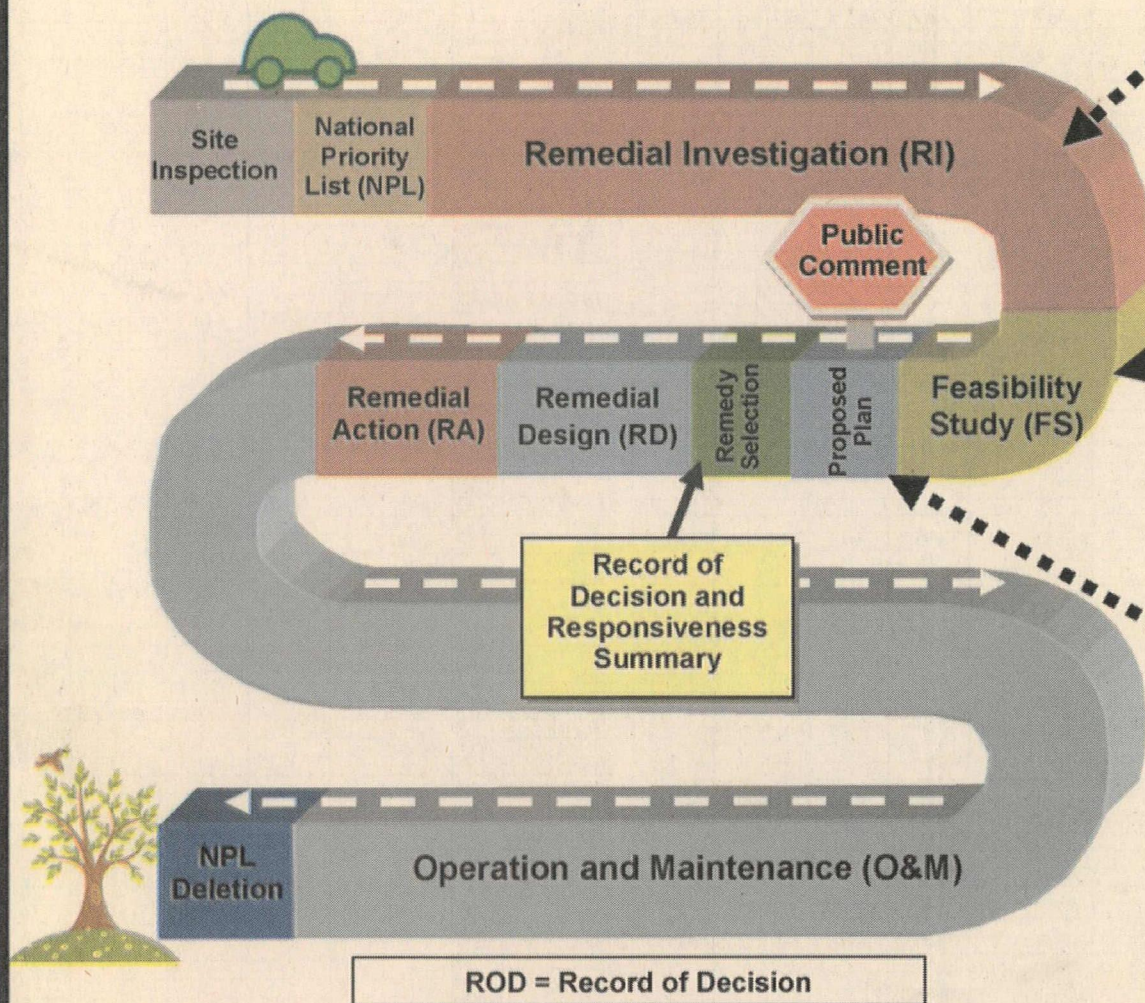 Site
Inspection
National
Priority
List (NPL)
Remedial Investigation (RI)
Public
Comment
Feasibility
Study (FS)
Proposed
Plan
Remedy
Selection
Remedial
Design (RD)
Remedial
Action (RA)
Record of
Decision and
Responsiveness
Summary
Operation and Maintenance (O&M)
NPL
Deletion
ROD = Record of Decision